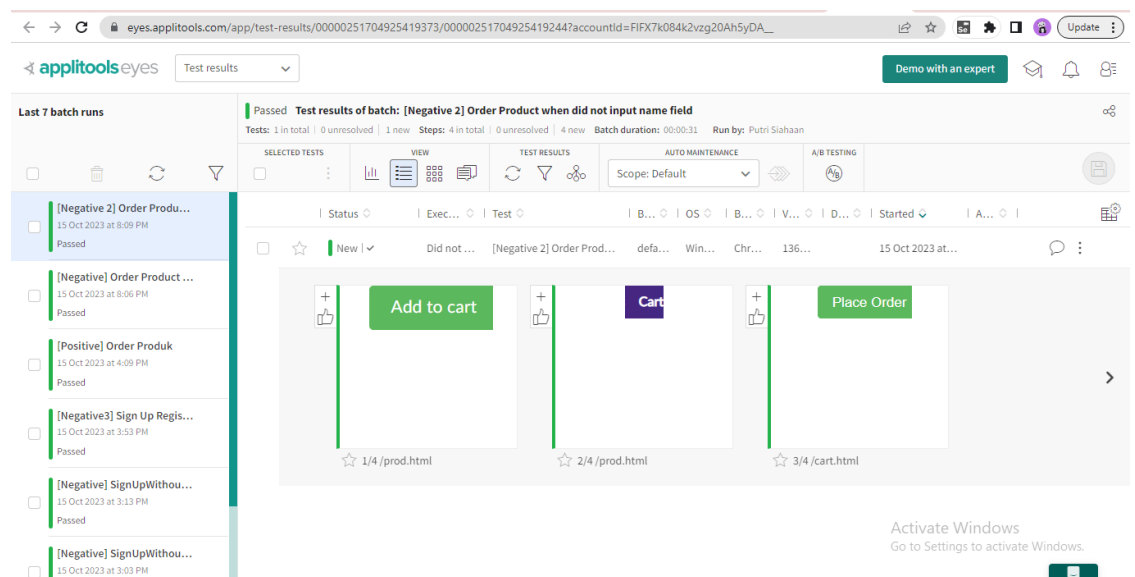 eyes.applitools.com/app/test-results/00000251704925419373/00000251704925419244?accountId=FIFX7k084k2vzg20Ah5yDA__
Se
Update
applitools eyes
Test results
Demo with an expert
Last 7 batch runs
Passed Test results of batch: [Negative 2] Order Product when did not input name field
Tests: 1 in total | 0 unresolved | 1 new Steps: 4 in total | 0 unresolved | 4 new Batch duration: 00:00:31 Run by: Putri Siahaan
SELECTED TESTS VIEW TEST RESULTS AUTO MAINTENANCE A/B TESTING
Scope: Default
A/B
[Negative 2] Order Produ...
15 Oct 2023 at 8:09 PM
Passed
[Negative] Order Product ...
15 Oct 2023 at 8:06 PM
Passed
[Positive] Order Produk
15 Oct 2023 at 4:09 PM
Passed
[Negative3] Sign Up Regis...
15 Oct 2023 at 3:53 PM
Passed
[Negative] SignUpWithou...
15 Oct 2023 at 3:13 PM
Passed
[Negative] SignUpWithou...
15 Oct 2023 at 3:03 PM
Status Exec... Test B... OS B... V... D... Started A...
New Did not ... [Negative 2] Order Prod... defa... Win... Chr... 136... 15 Oct 2023 at...
Add to cart
Cart
Place Order
1/4 /prod.html
2/4 /prod.html
3/4 /cart.html
Activate Windows
Go to Settings to activate Windows.